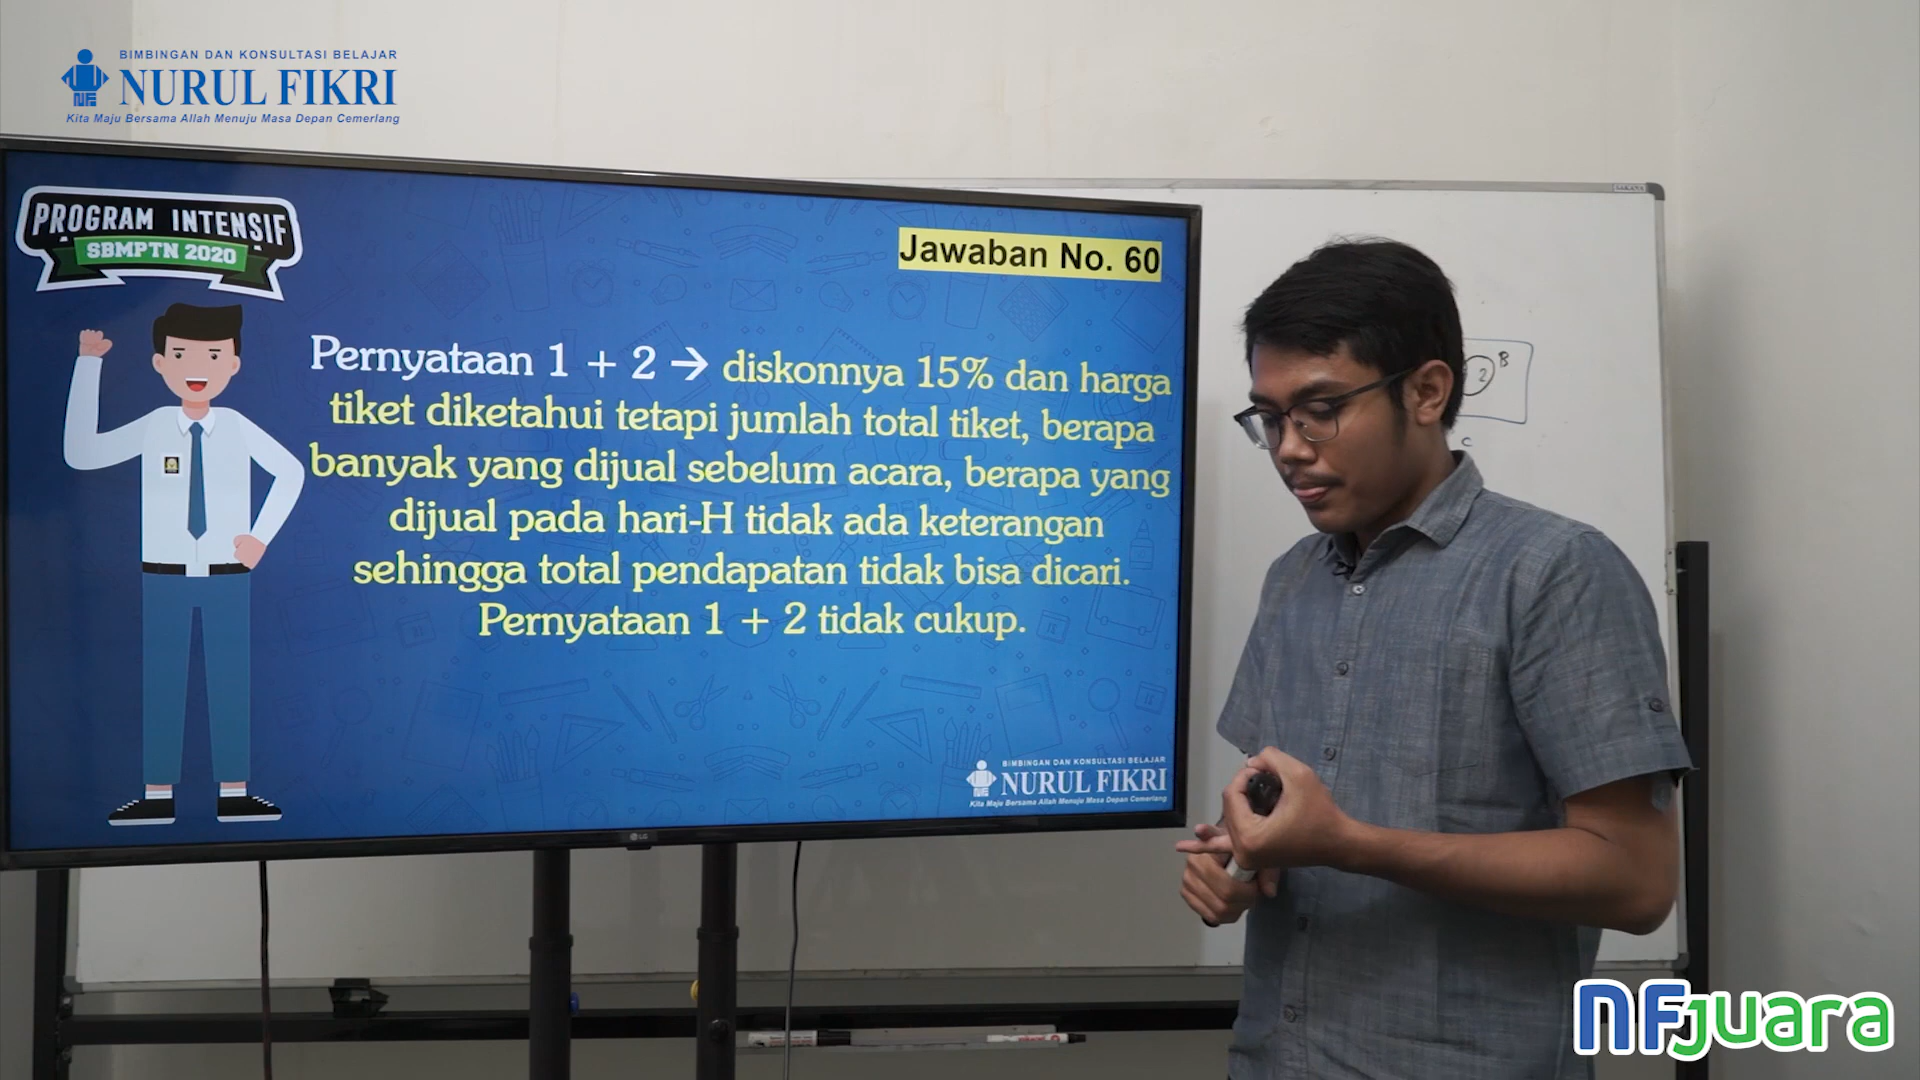 BIMBINGAN DAN KONSULTASI BELAJAR
NURUL FIKRI
Kita Maju Bersama Allah Menuju Masa Depan Cemerlang
NF
PROGRAM INTENSIF
SBMPTN 2020
Jawaban No. 60
Pernyataan 1 + 2 → diskonnya 15% dan harga
tiket diketahui tetapi jumlah total tiket, berapa
banyak yang dijual sebelum acara, berapa yang
dijual pada hari-H tidak ada keterangan
sehingga total pendapatan tidak bisa dicari.
Pernyataan 1 + 2 tidak cukup.
BIMBINGAN DAN KONSULTASI BELAJAR
NURUL FIKRI
Kita Maju Bersama Allah Menuju Masa Depan Cemerlang
LG
SAKANA
2 B
C
NFjuara